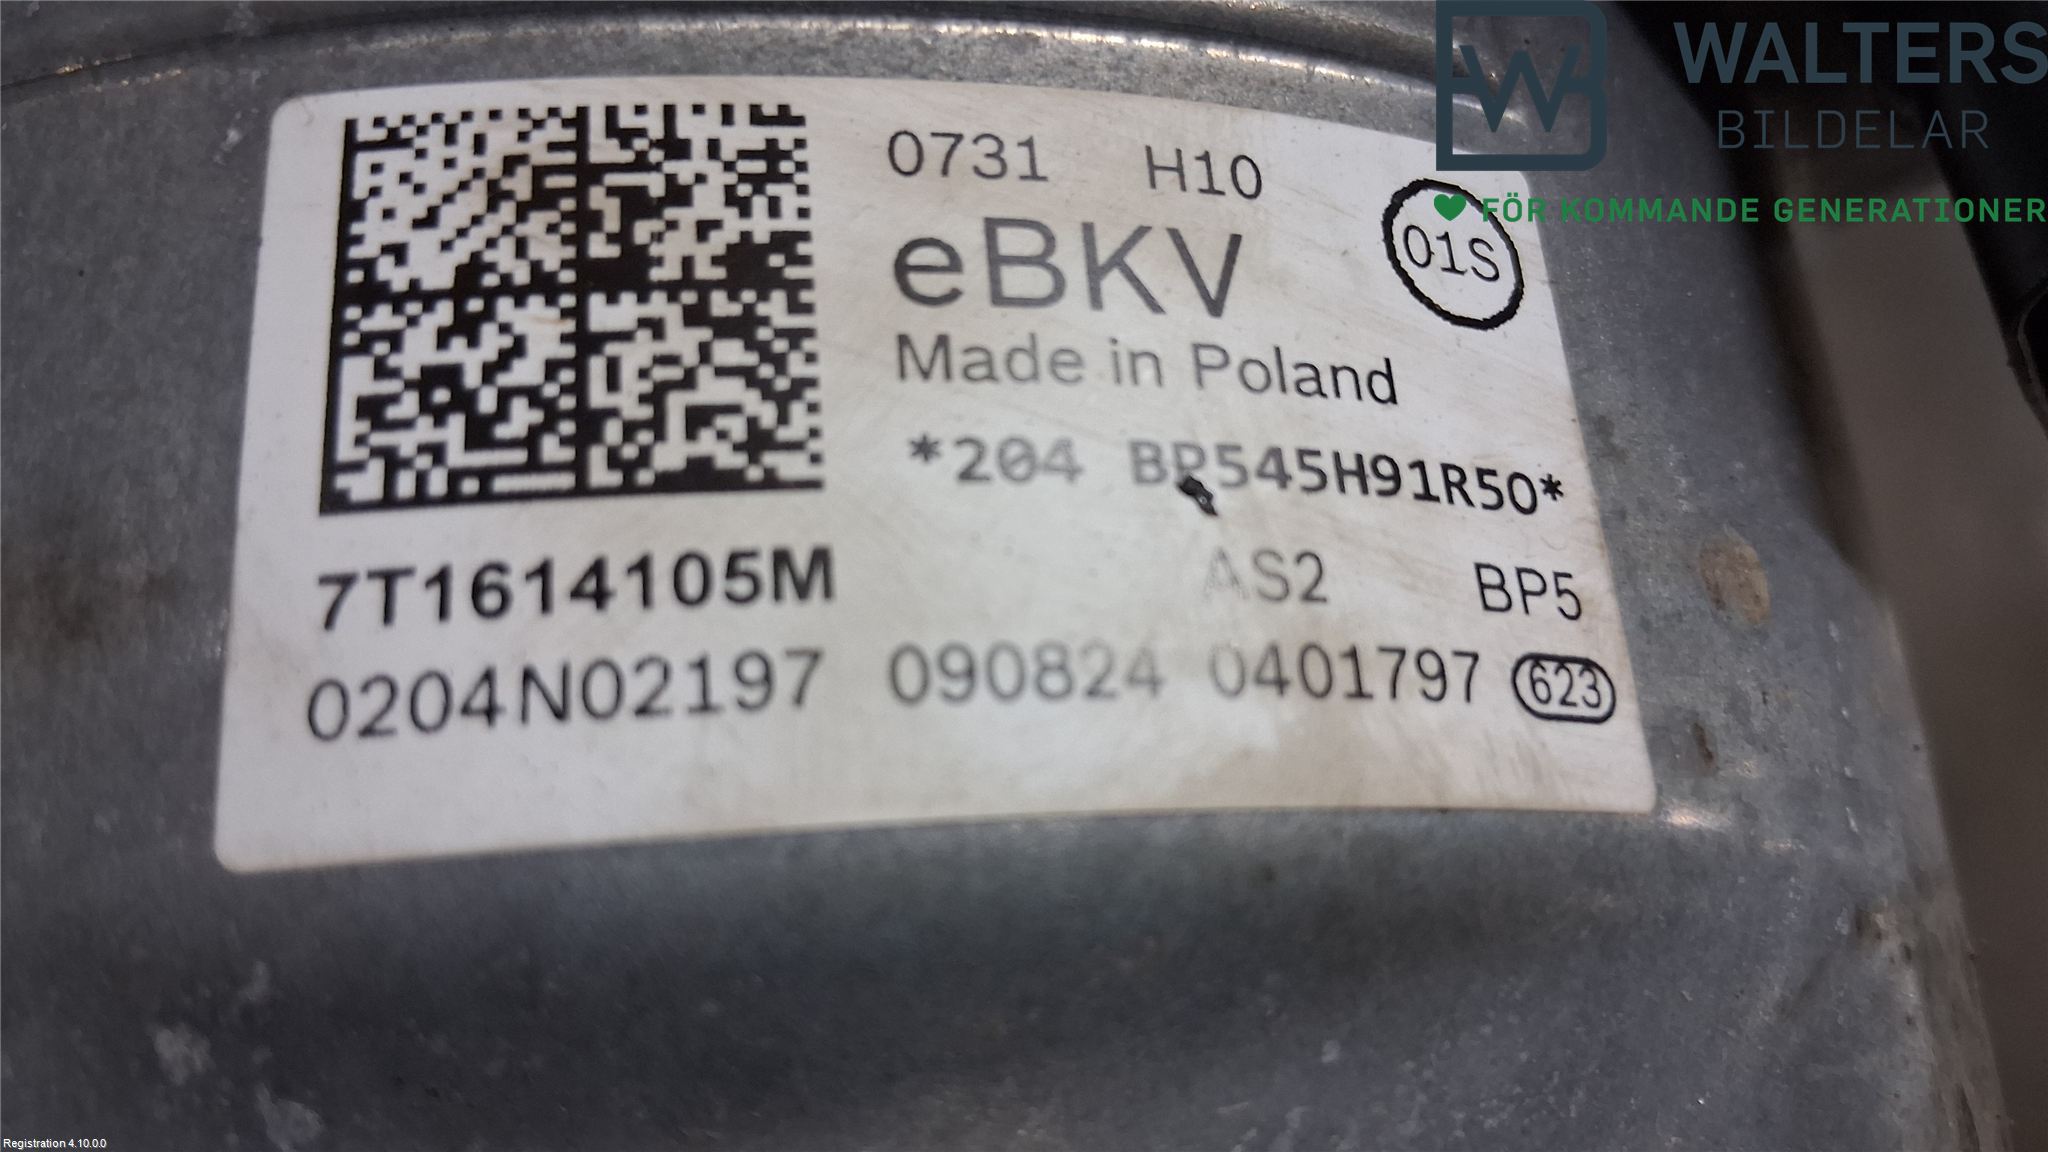 WALTERS
BILDELAR
FÖR KOMMANDE GENERATIONER
0731 H10
01S
eBKV
Made in Poland
*204 BP545H91R50*
7T1614105M AS2 BP5
0204N02197 090824 0401797 623
Registration 4.10.0.0